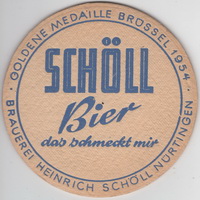 GOLDENE MEDAILLE BRÜSSEL 1954
SCHÖLL
Bier
das schmeckt mir
BRAUEREI HEINRICH SCHÖLL NÜRTINGEN